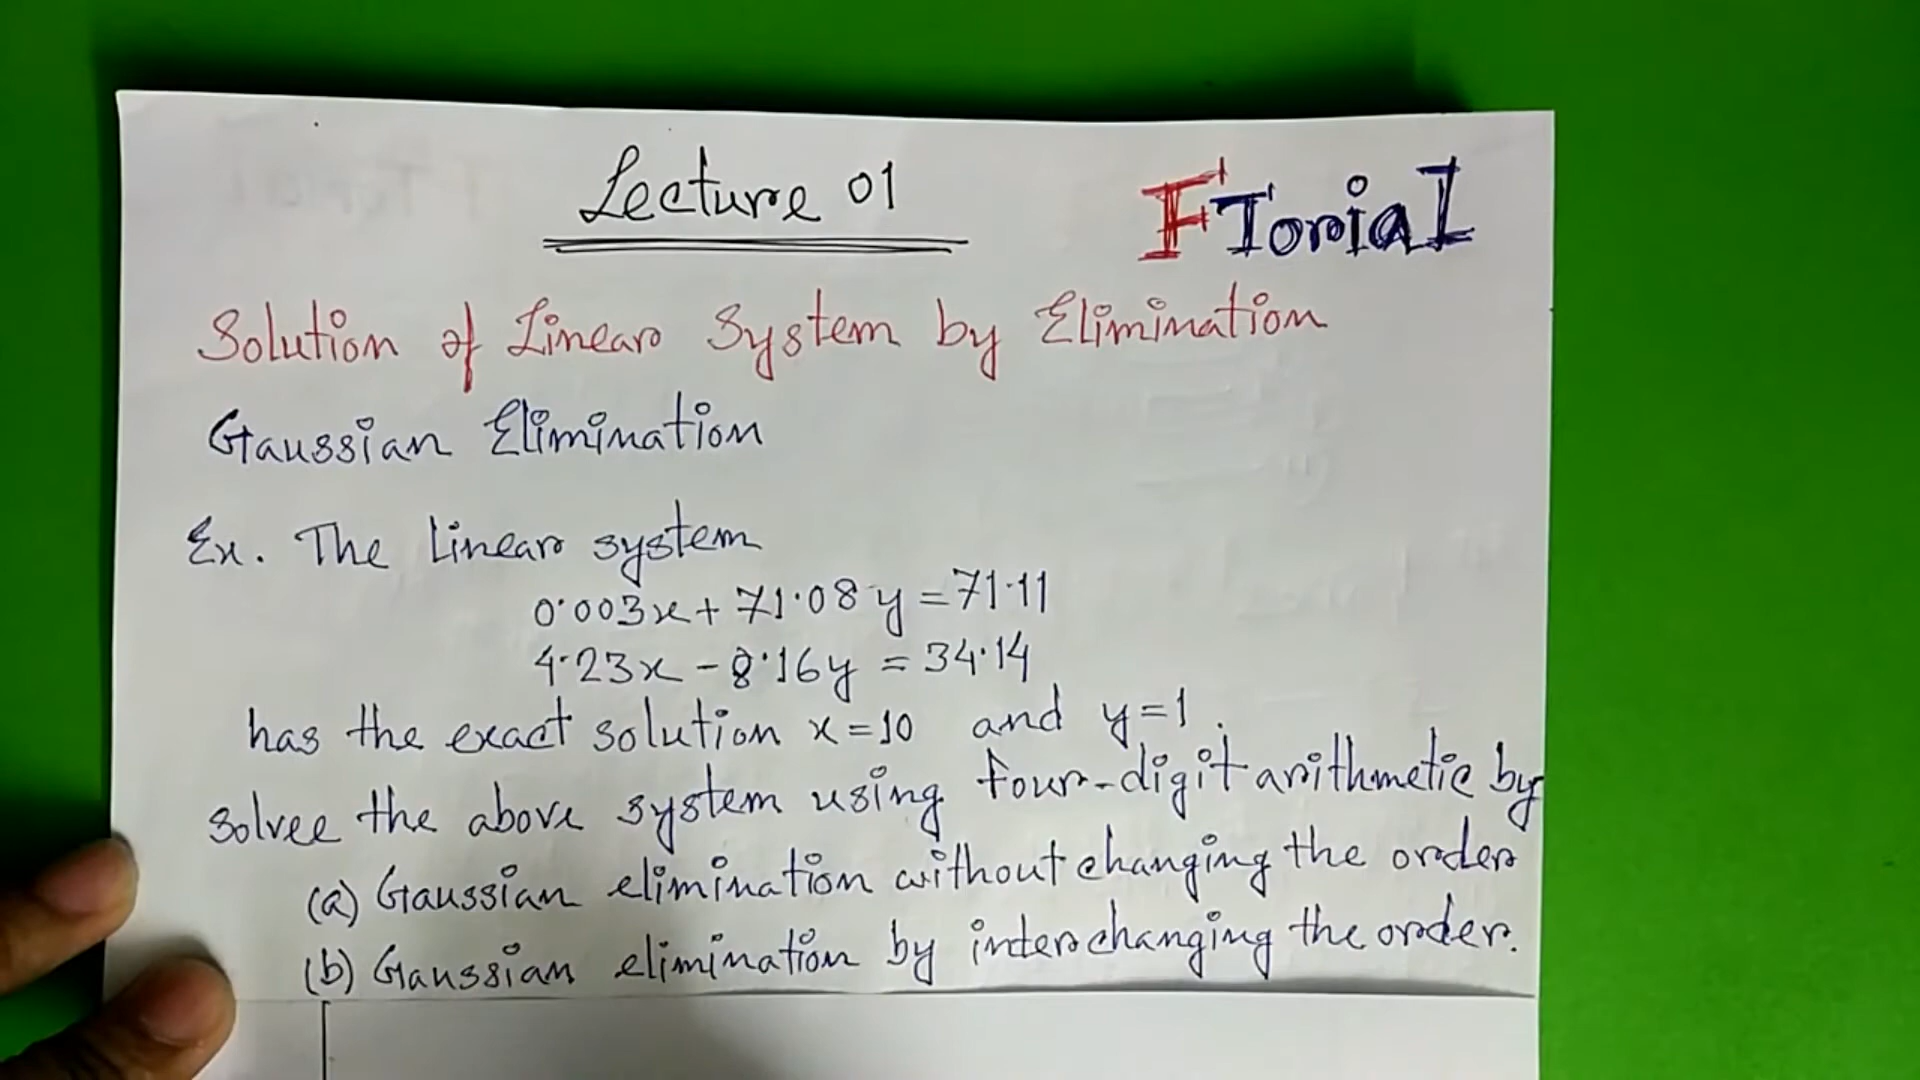 Lecture 01
FTorial
Solution of Linear System by Elimination
Gaussian Elimination
Ex. The linear system
0.003x + 71.08y = 71.11
4.23x - 8.16y = 34.14
has the exact solution x=10 and y=1.
solve the above system using four-digit arithmetic by
(a) Gaussian elimination without changing the order
(b) Gaussian elimination by interchanging the order.